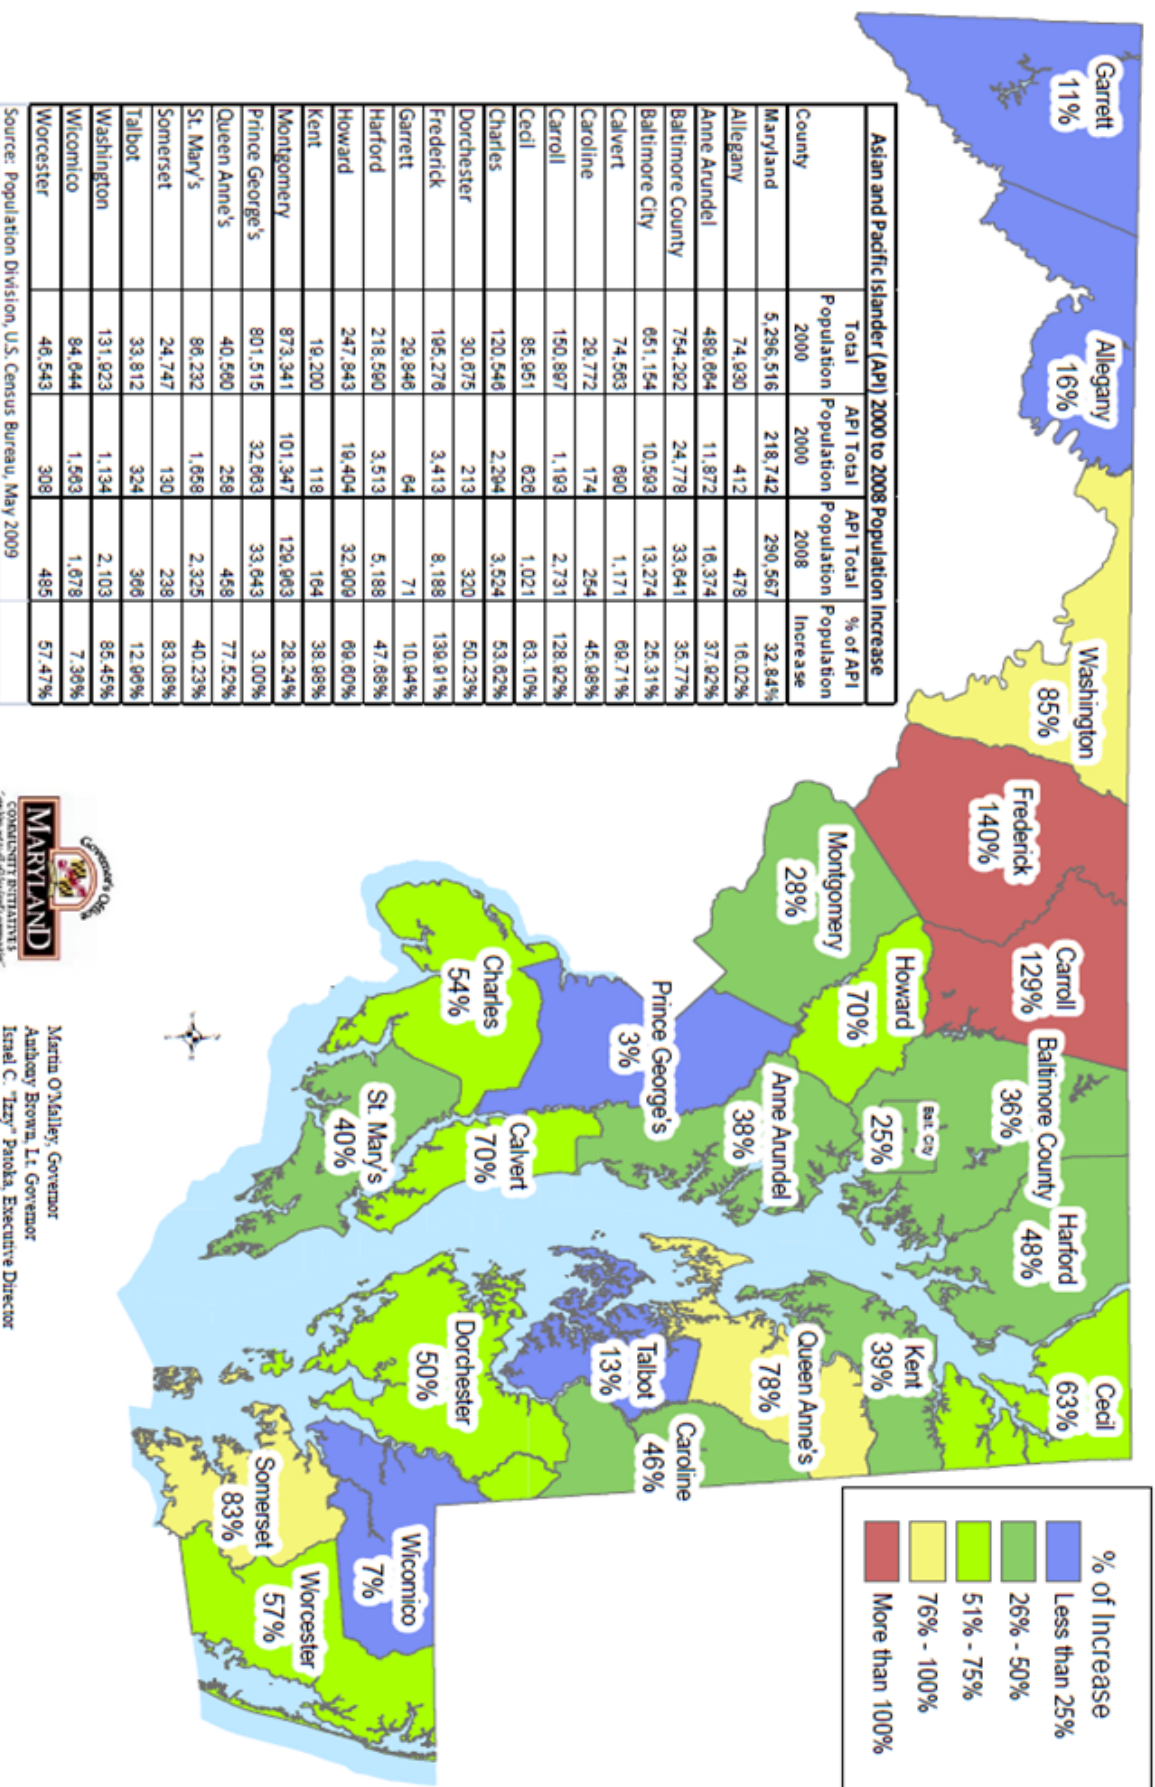 Garrett
11%
Allegany
16%
Washington
85%
Frederick
140%
Carroll
129%
Baltimore County
36%
Harford
48%
Cecil
63%
Montgomery
28%
Howard
70%
Balt. City
25%
Kent
39%
Queen Anne's
78%
Anne Arundel
38%
Prince George's
3%
Talbot
13%
Caroline
46%
Charles
54%
Calvert
70%
St. Mary's
40%
Dorchester
50%
Wicomico
7%
Somerset
83%
Worcester
57%
% of Increase
Less than 25%
26% - 50%
51% - 75%
76% - 100%
More than 100%
Asian and Pacific Islander (API) 2000 to 2008 Population Increase
County Total Population 2000 API Total Population 2000 API Total Population 2008 % of API Population Increase
Maryland 5,296,516 218,742 290,567 32.84%
Allegany 74,930 412 478 16.02%
Anne Arundel 489,664 11,872 16,374 37.92%
Baltimore County 754,292 24,778 33,641 35.77%
Baltimore City 651,154 10,593 13,274 25.31%
Calvert 74,563 690 1,171 69.71%
Caroline 29,772 174 254 45.98%
Carroll 150,897 1,193 2,731 128.92%
Cecil 85,951 626 1,021 63.10%
Charles 120,546 2,294 3,524 53.62%
Dorchester 30,675 213 320 50.23%
Frederick 195,276 3,413 8,188 139.91%
Garrett 29,846 64 71 10.94%
Harford 218,590 3,513 5,188 47.68%
Howard 247,843 19,404 32,909 69.60%
Kent 19,200 118 164 38.98%
Montgomery 873,341 101,347 129,963 28.24%
Prince George's 801,515 32,663 33,643 3.00%
Queen Anne's 40,560 258 458 77.52%
St. Mary's 86,232 1,658 2,325 40.23%
Somerset 24,747 130 238 83.08%
Talbot 33,812 324 366 12.96%
Washington 131,923 1,134 2,103 85.45%
Wicomico 84,644 1,563 1,678 7.36%
Worcester 46,543 308 485 57.47%
Source: Population Division, U.S. Census Bureau, May 2009
Governor's
MARYLAND
COMMUNITY INITIATIVES
Martin O'Malley, Governor
Anthony Brown, Lt. Governor
Israel C. "Izzy" Patoka, Executive Director